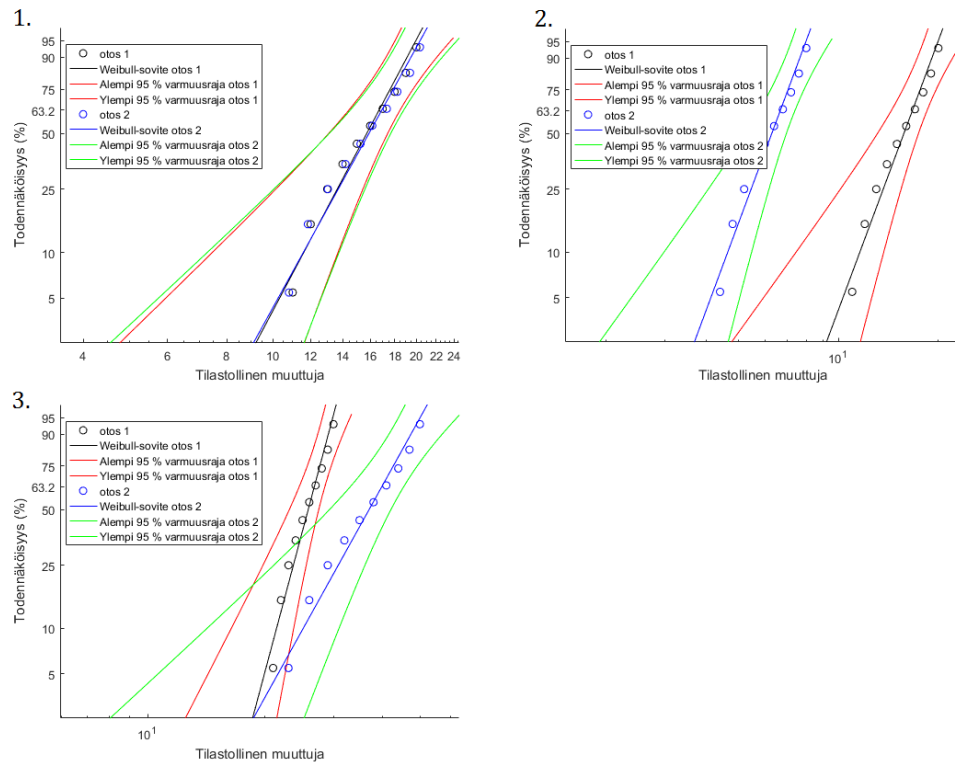 1.
95
90
75
63.2
50
25
10
5
Todennäköisyys (%)
otos 1
Weibull-sovite otos 1
Alempi 95 % varmuusraja otos 1
Ylempi 95 % varmuusraja otos 1
otos 2
Weibull-sovite otos 2
Alempi 95 % varmuusraja otos 2
Ylempi 95 % varmuusraja otos 2
4 6 8 10 12 14 16 18 20 22 24
Tilastollinen muuttuja
2.
95
90
75
63.2
50
25
10
5
Todennäköisyys (%)
otos 1
Weibull-sovite otos 1
Alempi 95 % varmuusraja otos 1
Ylempi 95 % varmuusraja otos 1
otos 2
Weibull-sovite otos 2
Alempi 95 % varmuusraja otos 2
Ylempi 95 % varmuusraja otos 2
10¹
Tilastollinen muuttuja
3.
95
90
75
63.2
50
25
10
5
Todennäköisyys (%)
otos 1
Weibull-sovite otos 1
Alempi 95 % varmuusraja otos 1
Ylempi 95 % varmuusraja otos 1
otos 2
Weibull-sovite otos 2
Alempi 95 % varmuusraja otos 2
Ylempi 95 % varmuusraja otos 2
10¹
Tilastollinen muuttuja